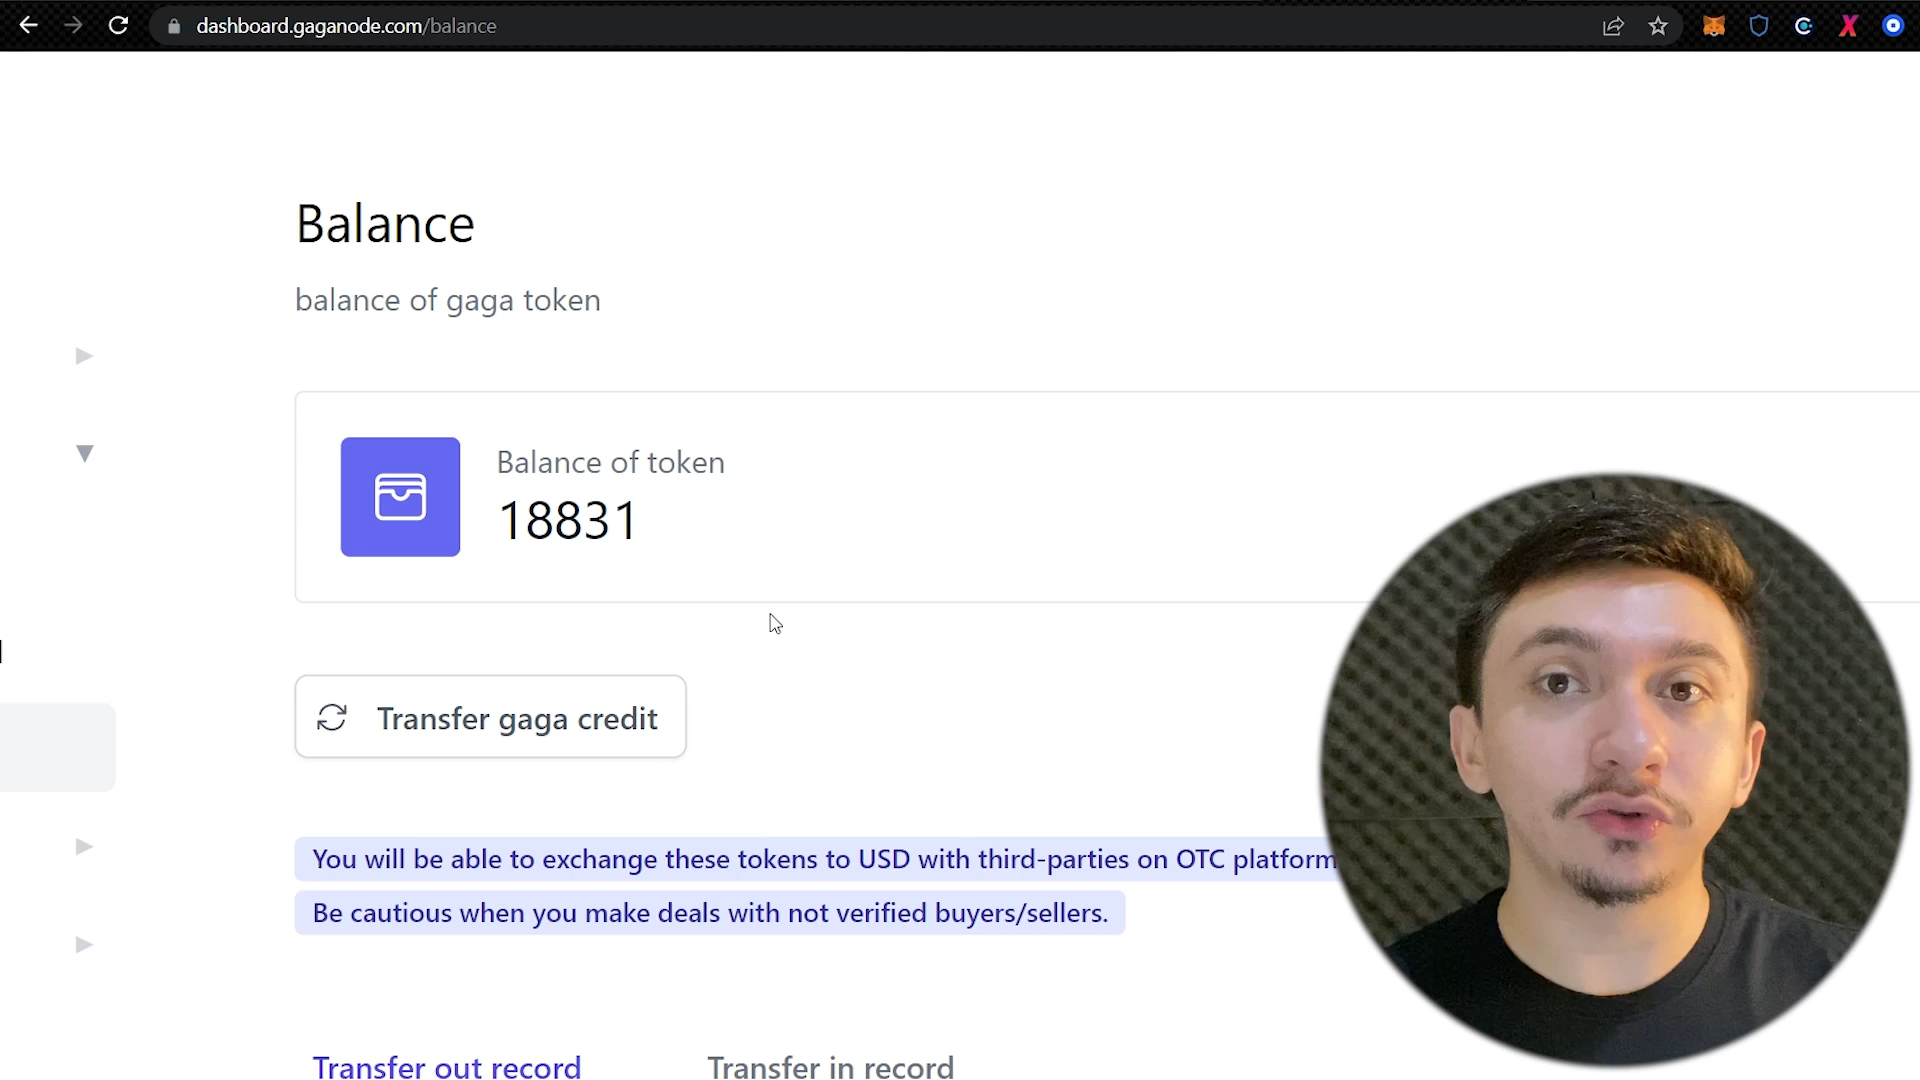 dashboard.gaganode.com/balance
Balance
balance of gaga token
Balance of token
18831
Transfer gaga credit
You will be able to exchange these tokens to USD with third-parties on OTC platform
Be cautious when you make deals with not verified buyers/sellers.
Transfer out record
Transfer in record